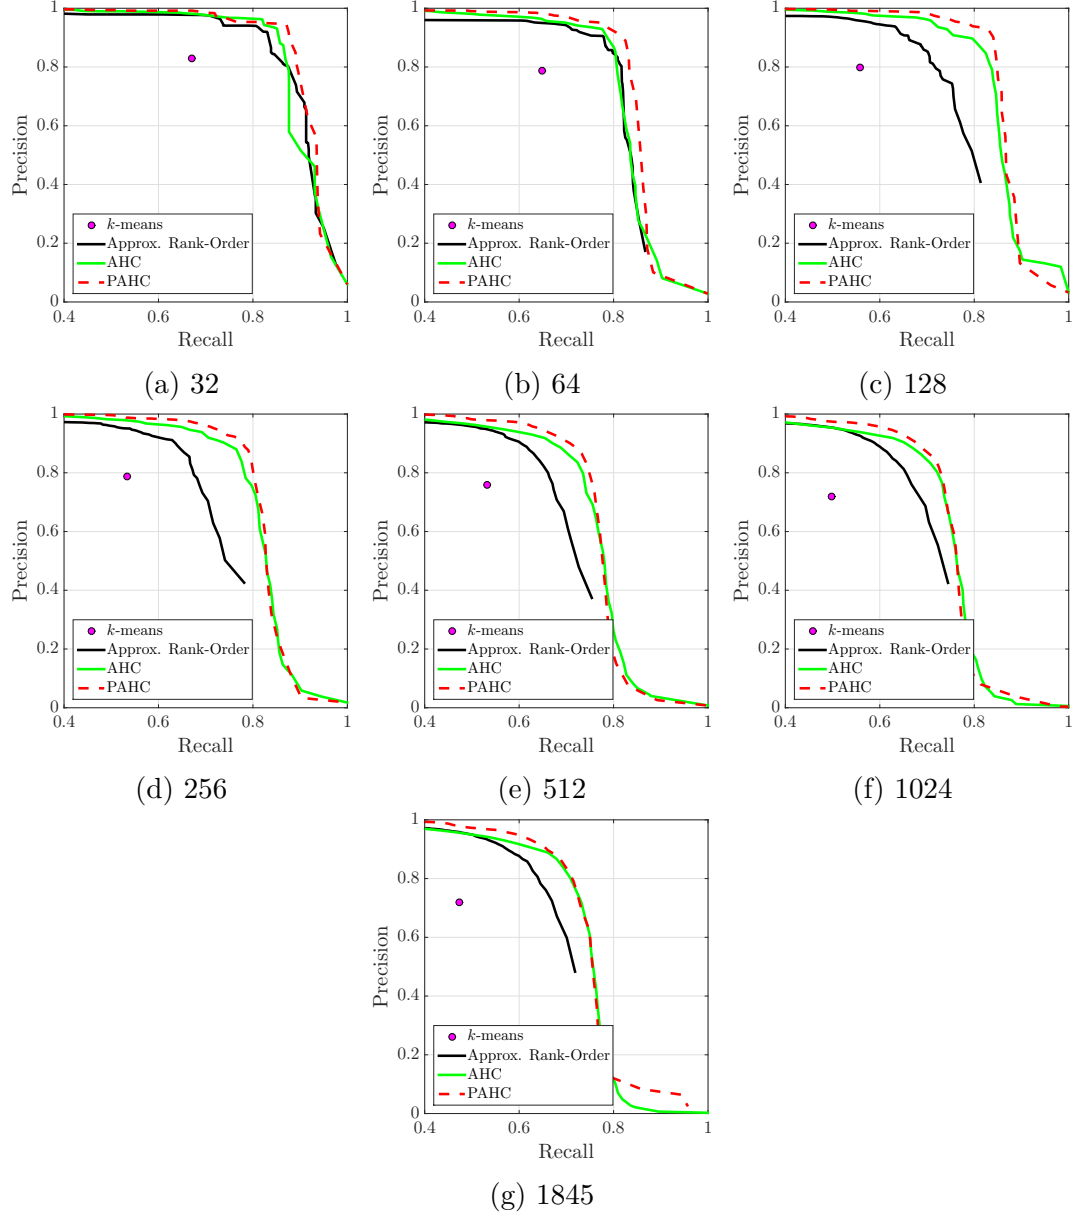 1
0.8
0.6
0.4
0.2
0
0.4 0.6 0.8 1
Precision
Recall
k-means
Approx. Rank-Order
AHC
PAHC
(a) 32
1
0.8
0.6
0.4
0.2
0
0.4 0.6 0.8 1
Precision
Recall
k-means
Approx. Rank-Order
AHC
PAHC
(b) 64
1
0.8
0.6
0.4
0.2
0
0.4 0.6 0.8 1
Precision
Recall
k-means
Approx. Rank-Order
AHC
PAHC
(c) 128
1
0.8
0.6
0.4
0.2
0
0.4 0.6 0.8 1
Precision
Recall
k-means
Approx. Rank-Order
AHC
PAHC
(d) 256
1
0.8
0.6
0.4
0.2
0
0.4 0.6 0.8 1
Precision
Recall
k-means
Approx. Rank-Order
AHC
PAHC
(e) 512
1
0.8
0.6
0.4
0.2
0
0.4 0.6 0.8 1
Precision
Recall
k-means
Approx. Rank-Order
AHC
PAHC
(f) 1024
1
0.8
0.6
0.4
0.2
0
0.4 0.6 0.8 1
Precision
Recall
k-means
Approx. Rank-Order
AHC
PAHC
(g) 1845